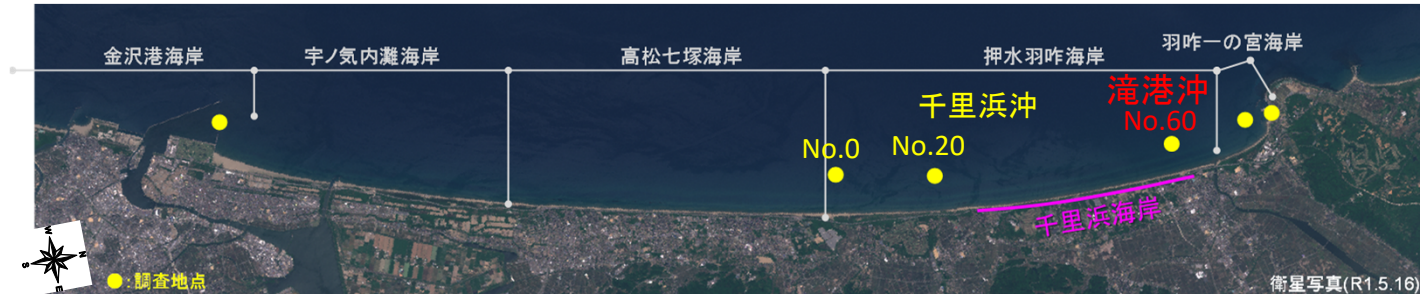 金沢港海岸
宇ノ気内灘海岸
高松七塚海岸
押水羽咋海岸
羽咋一の宮海岸
千里浜沖
滝港沖
No.60
No.0
No.20
千里浜海岸
W
N
S
E
:調査地点
衛星写真(R1.5.16)